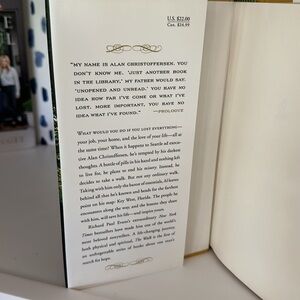 U.S. $22.00
Can. $24.99
"MY NAME IS ALAN CHRISTOFFERSEN. YOU
DON'T KNOW ME. 'JUST ANOTHER BOOK
IN THE LIBRARY,' MY FATHER WOULD SAY.
'UNOPENED AND UNREAD.' YOU HAVE NO
IDEA HOW FAR I'VE COME OR WHAT I'VE
LOST. MORE IMPORTANT, YOU HAVE NO
IDEA WHAT I'VE FOUND." —PROLOGUE
WHAT WOULD YOU DO IF YOU LOST EVERYTHING—
your job, your home, and the love of your life—all at
the same time? When it happens to Seattle ad execu-
tive Alan Christoffersen, he's tempted by his darkest
thoughts. A bottle of pills in his hand and nothing left
to live for, he plans to end his misery. Instead, he
decides to take a walk. But not any ordinary walk.
Taking with him only the barest of essentials, Al leaves
behind all that he's known and heads for the farthest
point on his map: Key West, Florida. The people he
encounters along the way, and the lessons they share
with him, will save his life—and inspire yours.
Richard Paul Evans's extraordinary New York
Times bestsellers have made him one of the world's
most beloved storytellers. A life-changing journey,
both physical and spiritual, The Walk is the first of
an unforgettable series of books about one man's
search for hope.